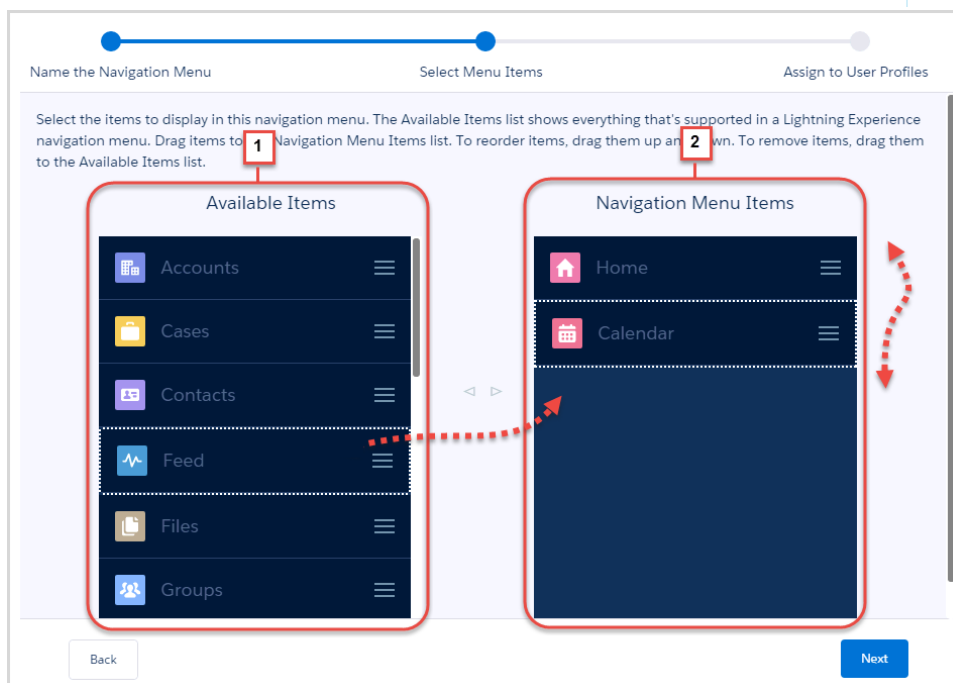 Name the Navigation Menu
Select Menu Items
Assign to User Profiles
Select the items to display in this navigation menu. The Available Items list shows everything that's supported in a Lightning Experience
navigation menu. Drag items to 1 Navigation Menu Items list. To reorder items, drag them up an 2 wn. To remove items, drag them
to the Available Items list.
Available Items
Accounts
Cases
Contacts
Feed
Files
Groups
Navigation Menu Items
Home
Calendar
Back
Next